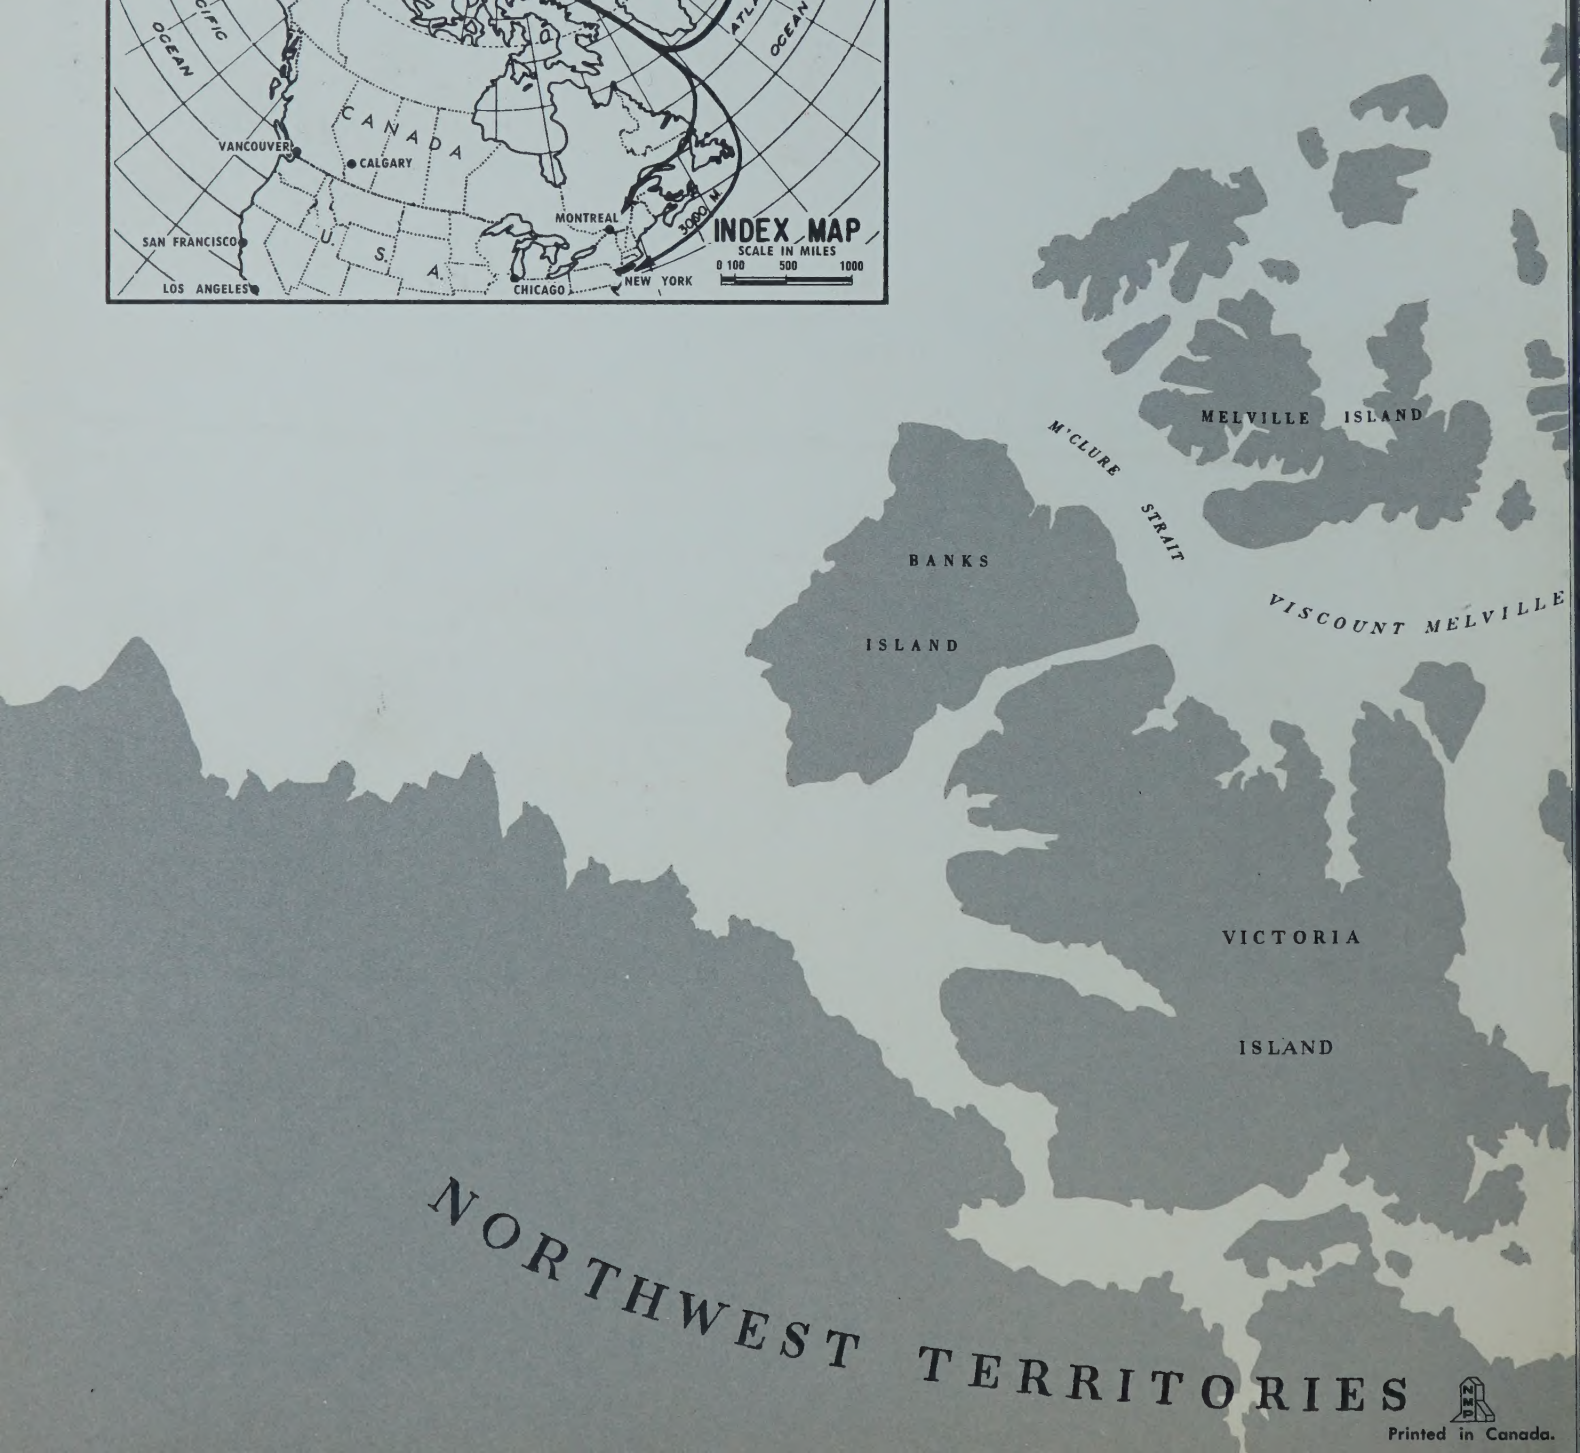 CIFIC
OCEAN
ATLA
OCEAN
CANADA
VANCOUVER
CALGARY
MONTREAL
3000 M.
INDEX MAP
SCALE IN MILES
0 100 500 1000
SAN FRANCISCO
U. S. A.
LOS ANGELES
CHICAGO
NEW YORK
MELVILLE ISLAND
M'CLURE STRAIT
BANKS
ISLAND
VISCOUNT MELVILLE
VICTORIA
ISLAND
NORTHWEST TERRITORIES
NMP
Printed in Canada.